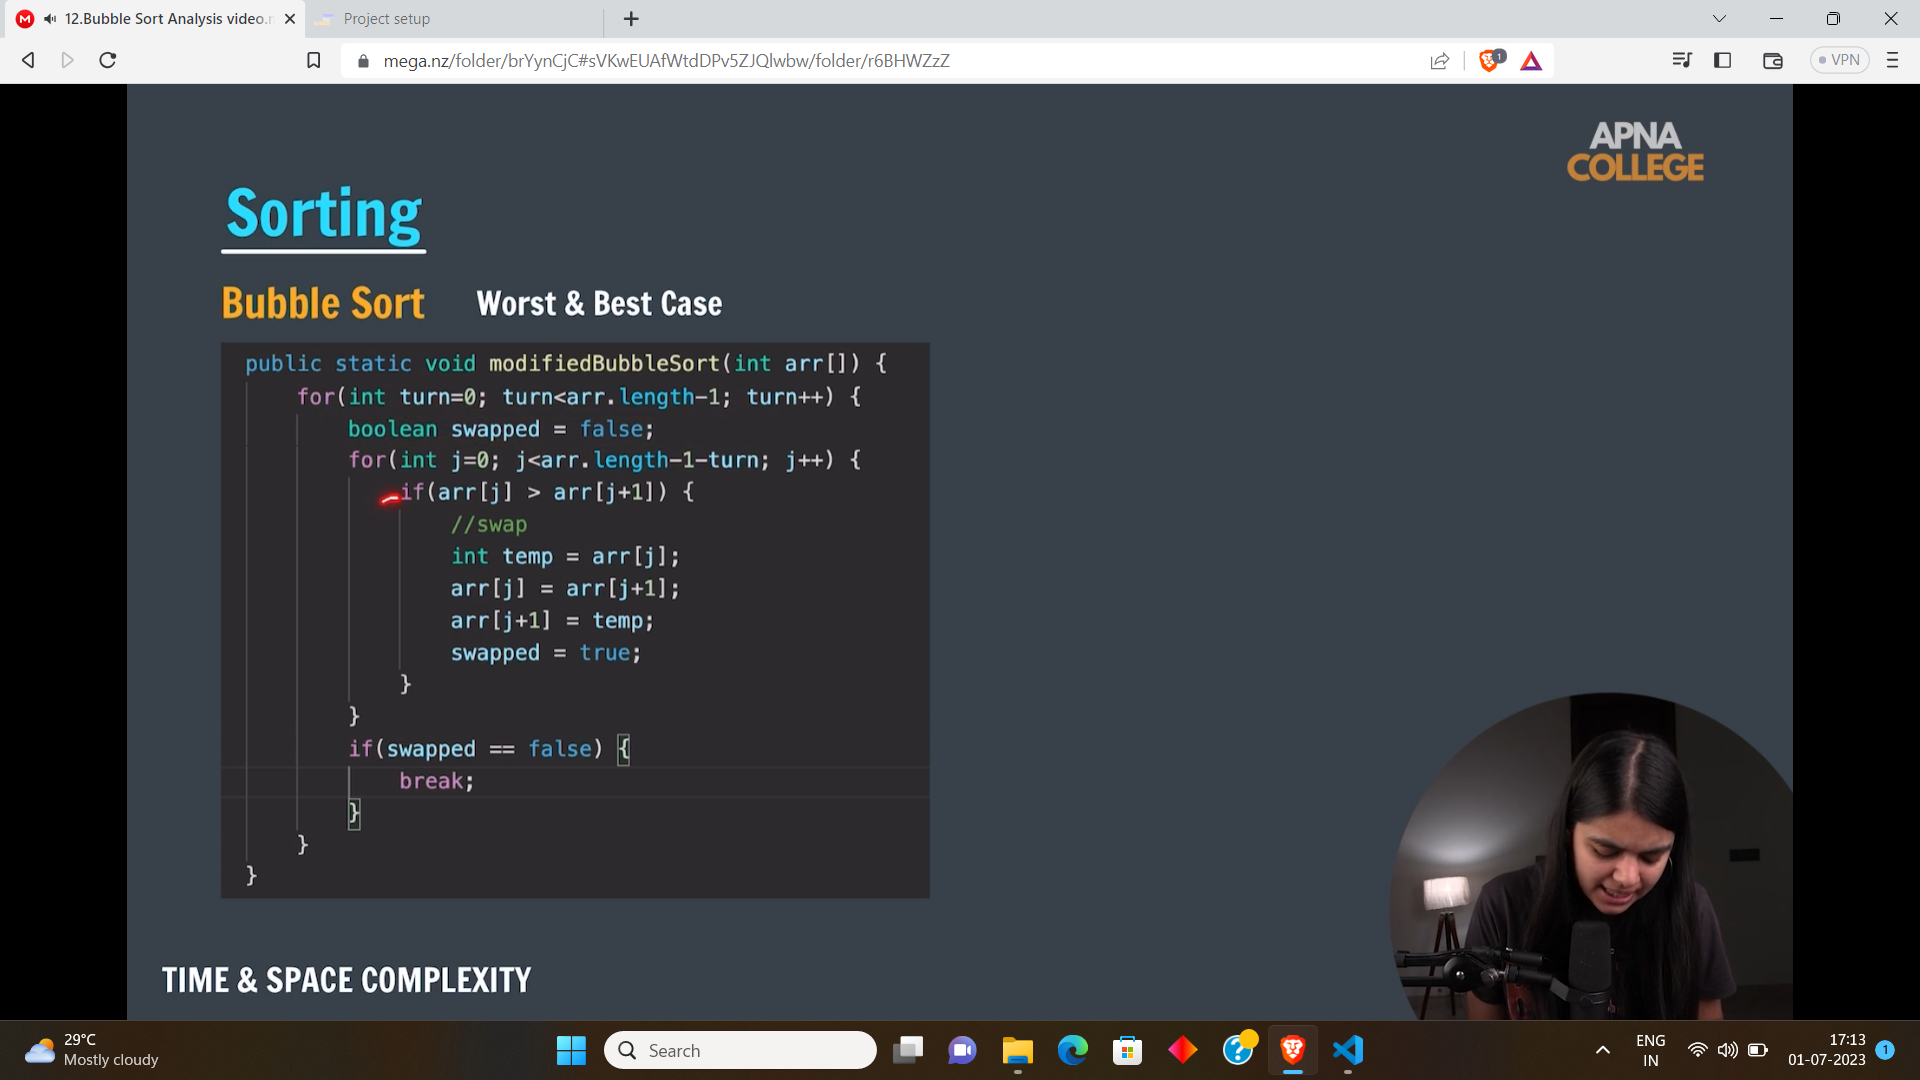 12.Bubble Sort Analysis video.
Project setup
mega.nz/folder/brYynCjC#sVKwEUAfWtdDPv5ZJQlwbw/folder/r6BHWZzZ
1
VPN
APNA
COLLEGE
Sorting
Bubble Sort
Worst & Best Case
public static void modifiedBubbleSort(int arr[]) {
for(int turn=0; turn<arr.length-1; turn++) {
boolean swapped = false;
for(int j=0; j<arr.length-1-turn; j++) {
if(arr[j] > arr[j+1]) {
//swap
int temp = arr[j];
arr[j] = arr[j+1];
arr[j+1] = temp;
swapped = true;
}
}
if(swapped == false) {
break;
}
}
}
TIME & SPACE COMPLEXITY
29°C
Mostly cloudy
Search
ENG
IN
17:13
01-07-2023
1